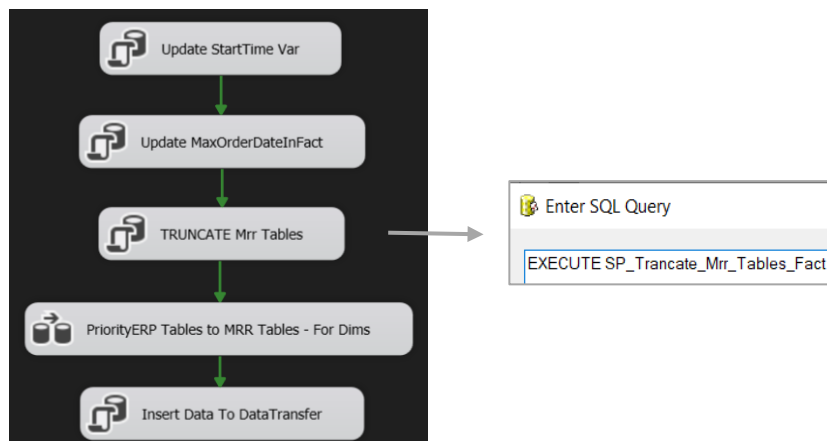 Update StartTime Var
Update MaxOrderDateInFact
TRUNCATE Mrr Tables
PriorityERP Tables to MRR Tables - For Dims
Insert Data To DataTransfer
Enter SQL Query
EXECUTE SP_Trancate_Mrr_Tables_Fact